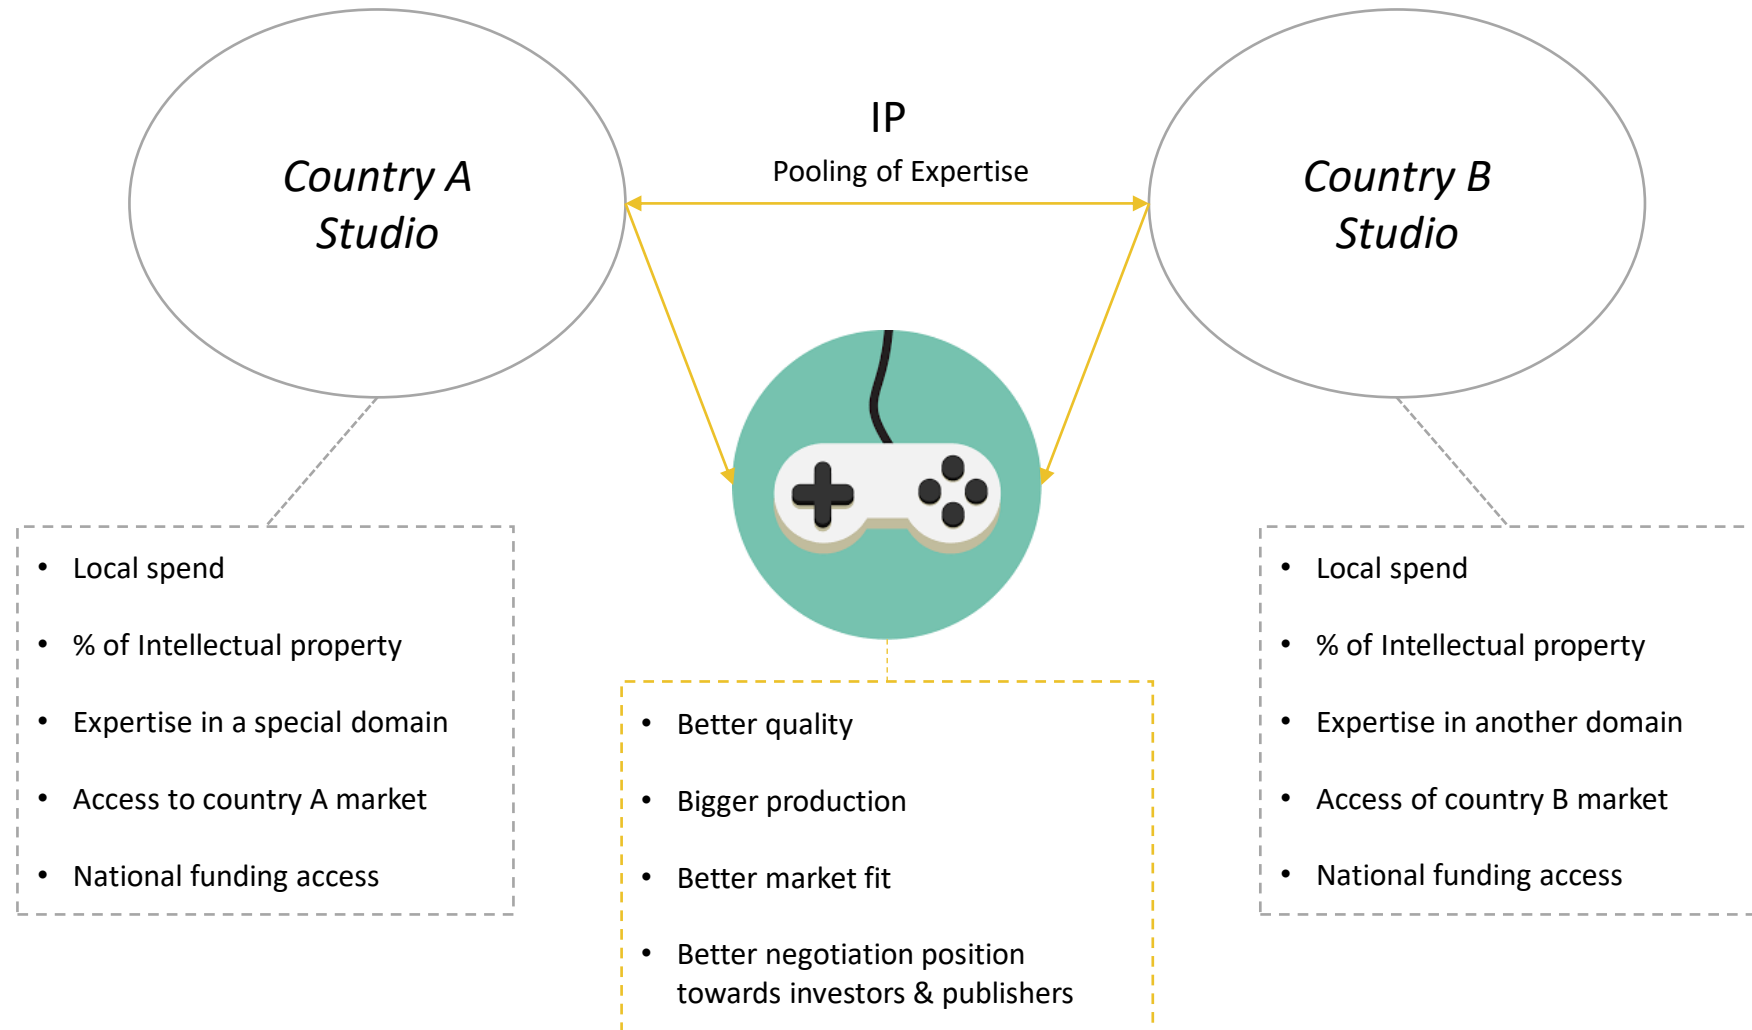 Country A
Studio
IP
Pooling of Expertise
Country B
Studio
• Local spend
• % of Intellectual property
• Expertise in a special domain
• Access to country A market
• National funding access
• Better quality
• Bigger production
• Better market fit
• Better negotiation position
towards investors & publishers
• Local spend
• % of Intellectual property
• Expertise in another domain
• Access of country B market
• National funding access